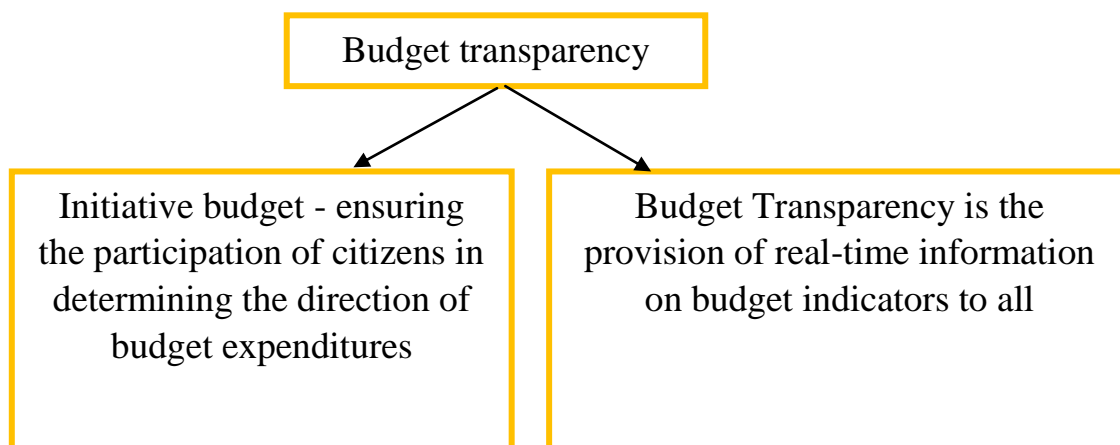 Budget transparency
Initiative budget - ensuring
the participation of citizens in
determining the direction of
budget expenditures
Budget Transparency is the
provision of real-time information
on budget indicators to all